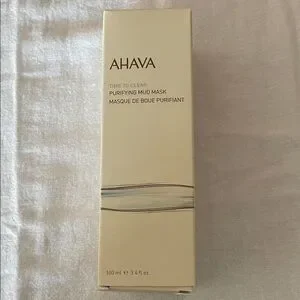 AHAVA
TIME TO CLEAR
PURIFYING MUD MASK
MASQUE DE BOUE PURIFIANT
100 ml ℮ 3.4 fl.oz.